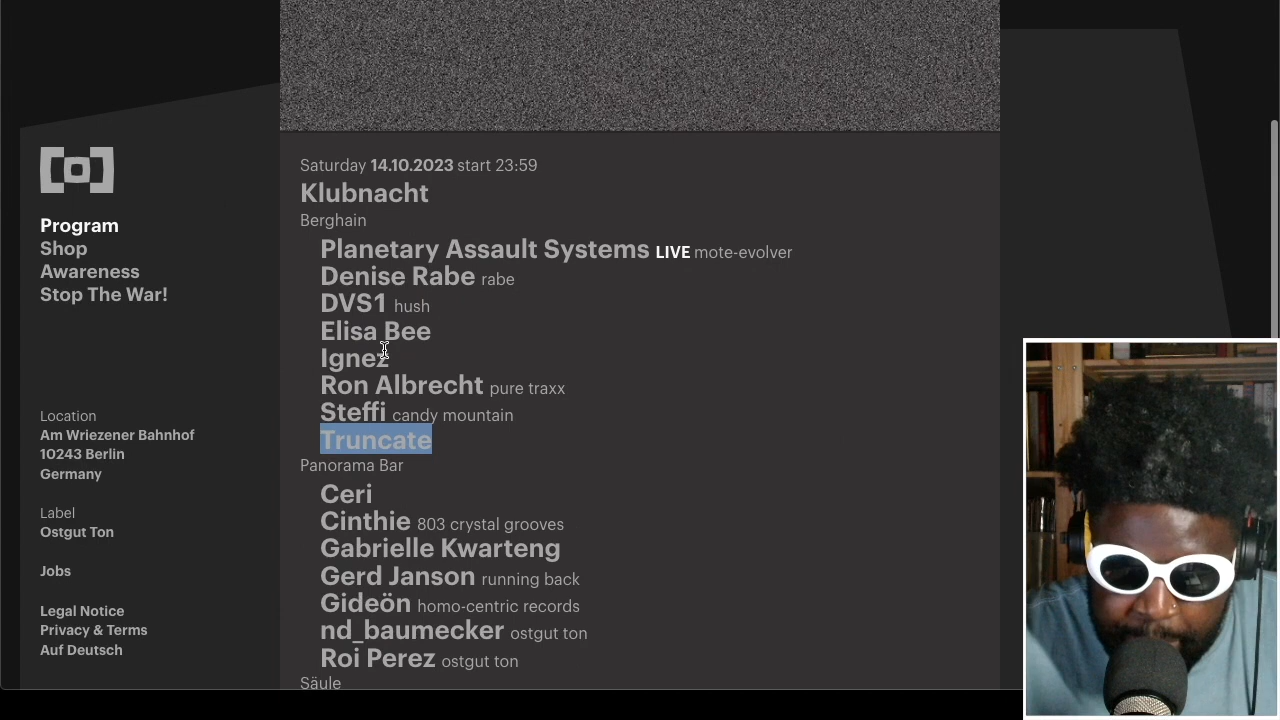 Program
Shop
Awareness
Stop The War!
Location
Am Wriezener Bahnhof
10243 Berlin
Germany
Label
Ostgut Ton
Jobs
Legal Notice
Privacy & Terms
Auf Deutsch
Saturday 14.10.2023 start 23:59
Klubnacht
Berghain
Planetary Assault Systems LIVE mote-evolver
Denise Rabe rabe
DVS1 hush
Elisa Bee
Ignez
Ron Albrecht pure traxx
Steffi candy mountain
Truncate
Panorama Bar
Ceri
Cinthie 803 crystal grooves
Gabrielle Kwarteng
Gerd Janson running back
Gideön homo-centric records
nd_baumecker ostgut ton
Roi Perez ostgut ton
Säule